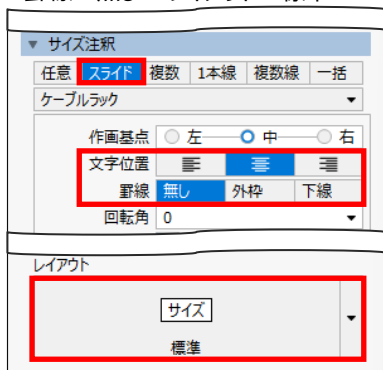 ▼ サイズ注釈
任意 スライド 複数 1本線 複数線 一括
ケーブルラック
作画基点 左 中 右
文字位置
罫線 無し 外枠 下線
回転角 0
レイアウト
サイズ
標準